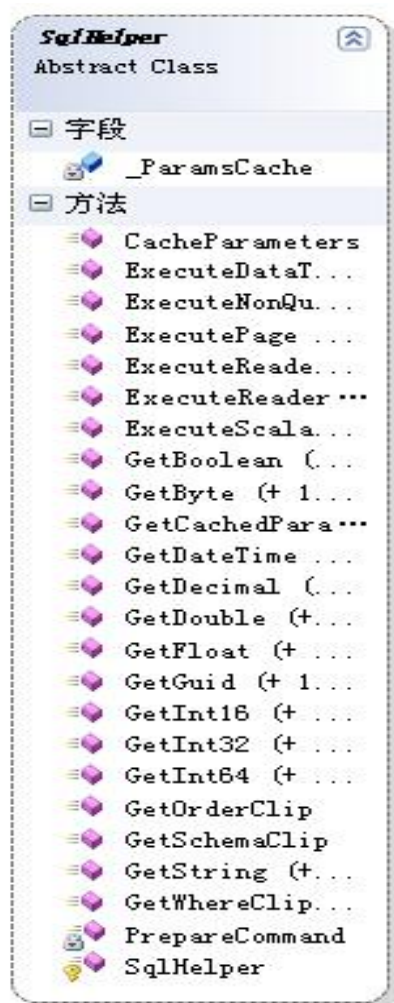 SqlHelper
Abstract Class
字段
_ParamsCache
方法
CacheParameters
ExecuteDataT...
ExecuteNonQu...
ExecutePage ...
ExecuteReade...
ExecuteReader ...
ExecuteScala...
GetBoolean (...
GetByte (+ 1...
GetCachedPara...
GetDateTime ...
GetDecimal (...
GetDouble (+...
GetFloat (+ ...
GetGuid (+ 1...
GetInt16 (+ ...
GetInt32 (+ ...
GetInt64 (+ ...
GetOrderClip
GetSchemaClip
GetString (+...
GetWhereClip...
PrepareCommand
SqlHelper